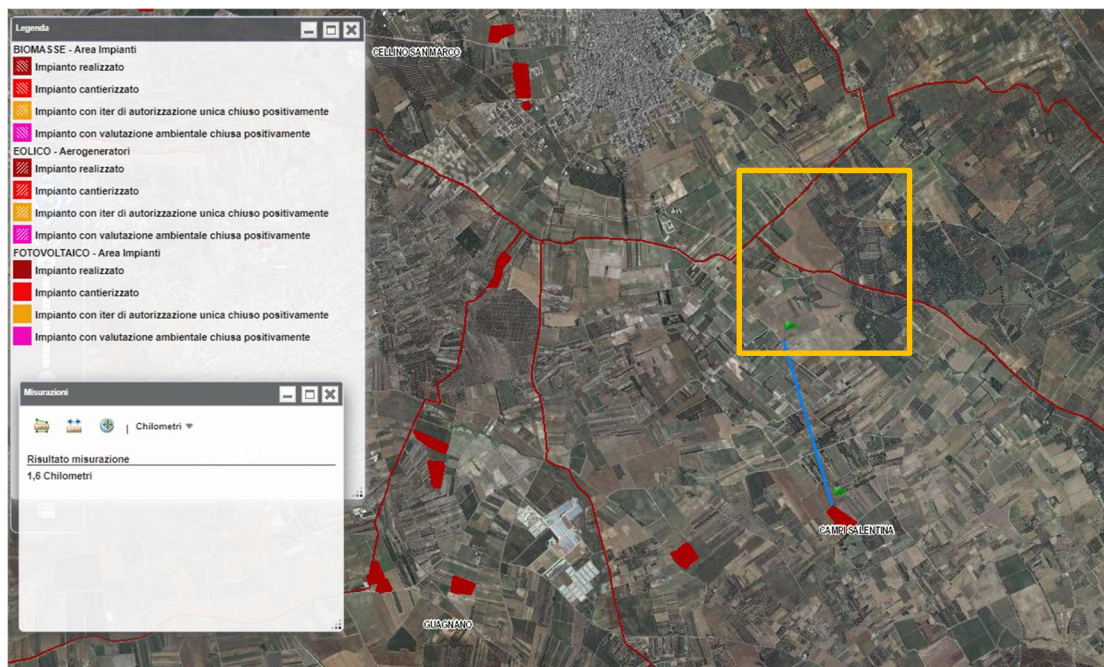 Legenda
BIOMASSE - Area Impianti
Impianto realizzato
Impianto cantierizzato
Impianto con iter di autorizzazione unica chiuso positivamente
Impianto con valutazione ambientale chiusa positivamente
EOLICO - Aerogeneratori
Impianto realizzato
Impianto cantierizzato
Impianto con iter di autorizzazione unica chiuso positivamente
Impianto con valutazione ambientale chiusa positivamente
FOTOVOLTAICO - Area Impianti
Impianto realizzato
Impianto cantierizzato
Impianto con iter di autorizzazione unica chiuso positivamente
Impianto con valutazione ambientale chiusa positivamente
Misurazioni
| Chilometri
Risultato misurazione
1,6 Chilometri
CELLINO SAN MARCO
CAMPI SALENTINA
GUAGNANO